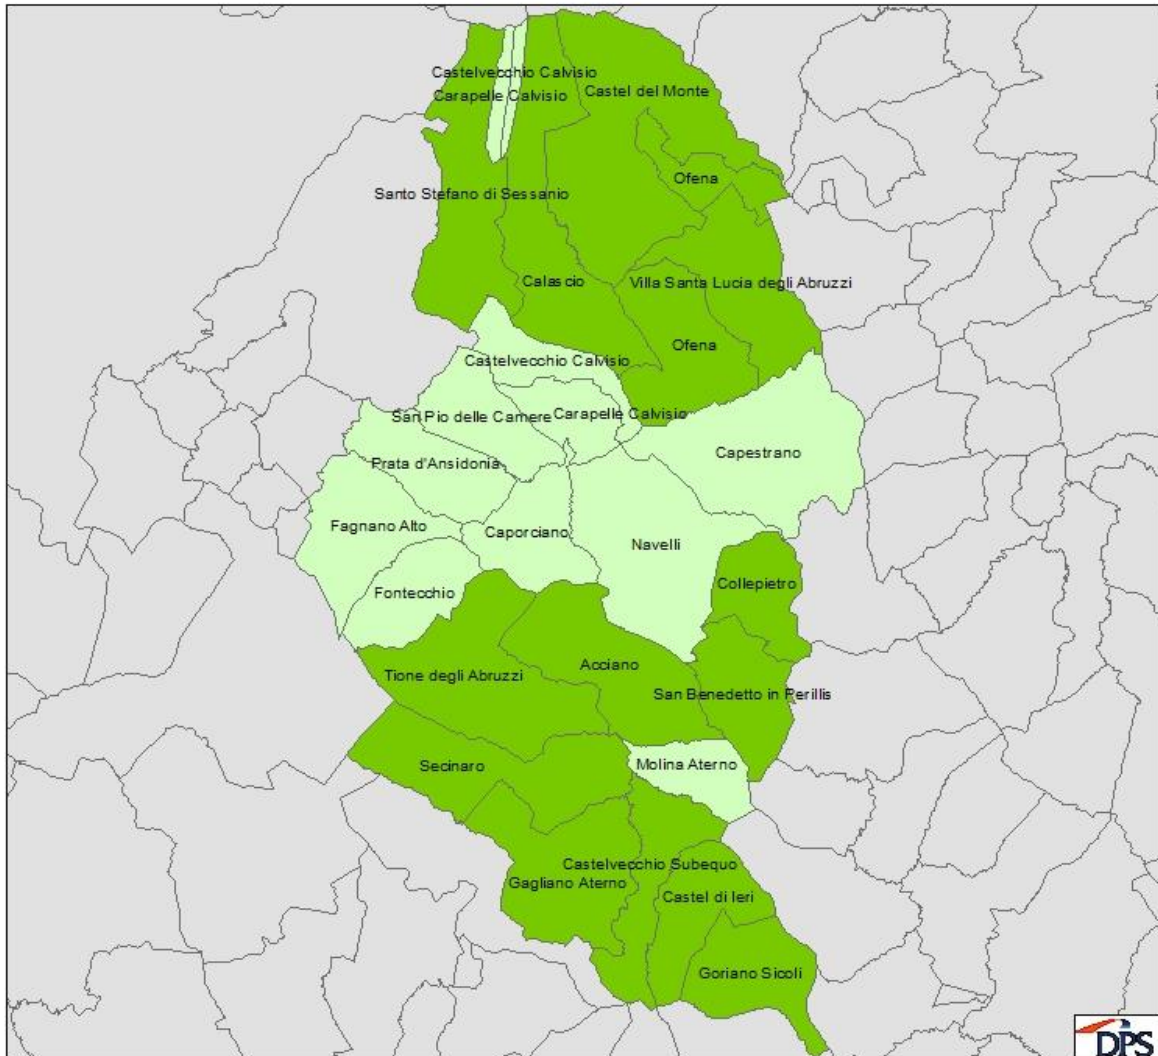 Castelvecchio Calvisio
Carapelle Calvisio
Castel del Monte
Ofena
Santo Stefano di Sessanio
Calascio
Villa Santa Lucia degli Abruzzi
Ofena
Castelvecchio Calvisio
San Pio delle Camere
Carapelle Calvisio
Capestrano
Prata d'Ansidonia
Fagnano Alto
Caporciano
Navelli
Collepietro
Fontecchio
Tione degli Abruzzi
Acciano
San Benedetto in Perillis
Secinaro
Molina Aterno
Castelvecchio Subequo
Gagliano Aterno
Castel di Ieri
Goriano Sicoli
DPS